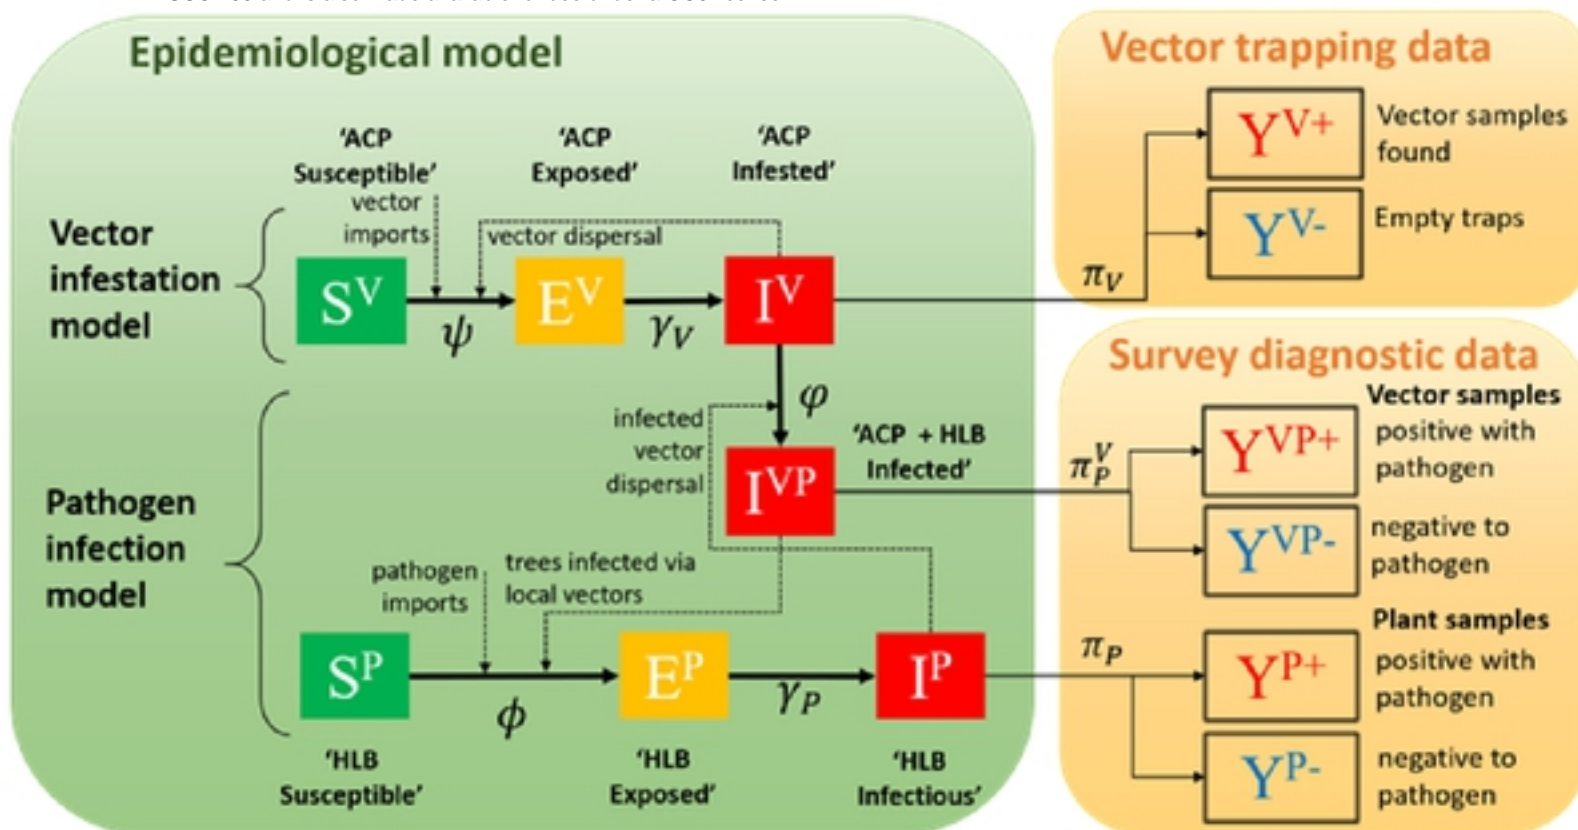 Epidemiological model
'ACP
Susceptible'
'ACP
Exposed'
'ACP
Infested'
vector
imports
vector dispersal
Vector
infestation
model
S^V
ψ
E^V
γ_V
I^V
φ
infected
vector
dispersal
'ACP + HLB
Infected'
I^VP
Pathogen
infection
model
pathogen
imports
trees infected via
local vectors
S^P
ϕ
E^P
γ_P
I^P
'HLB
Susceptible'
'HLB
Exposed'
'HLB
Infectious'
Vector trapping data
π_V
Y^V+
Vector samples
found
Y^V-
Empty traps
Survey diagnostic data
Vector samples
π_P^V
Y^VP+
positive with
pathogen
Y^VP-
negative to
pathogen
Plant samples
π_P
Y^P+
positive with
pathogen
Y^P-
negative to
pathogen